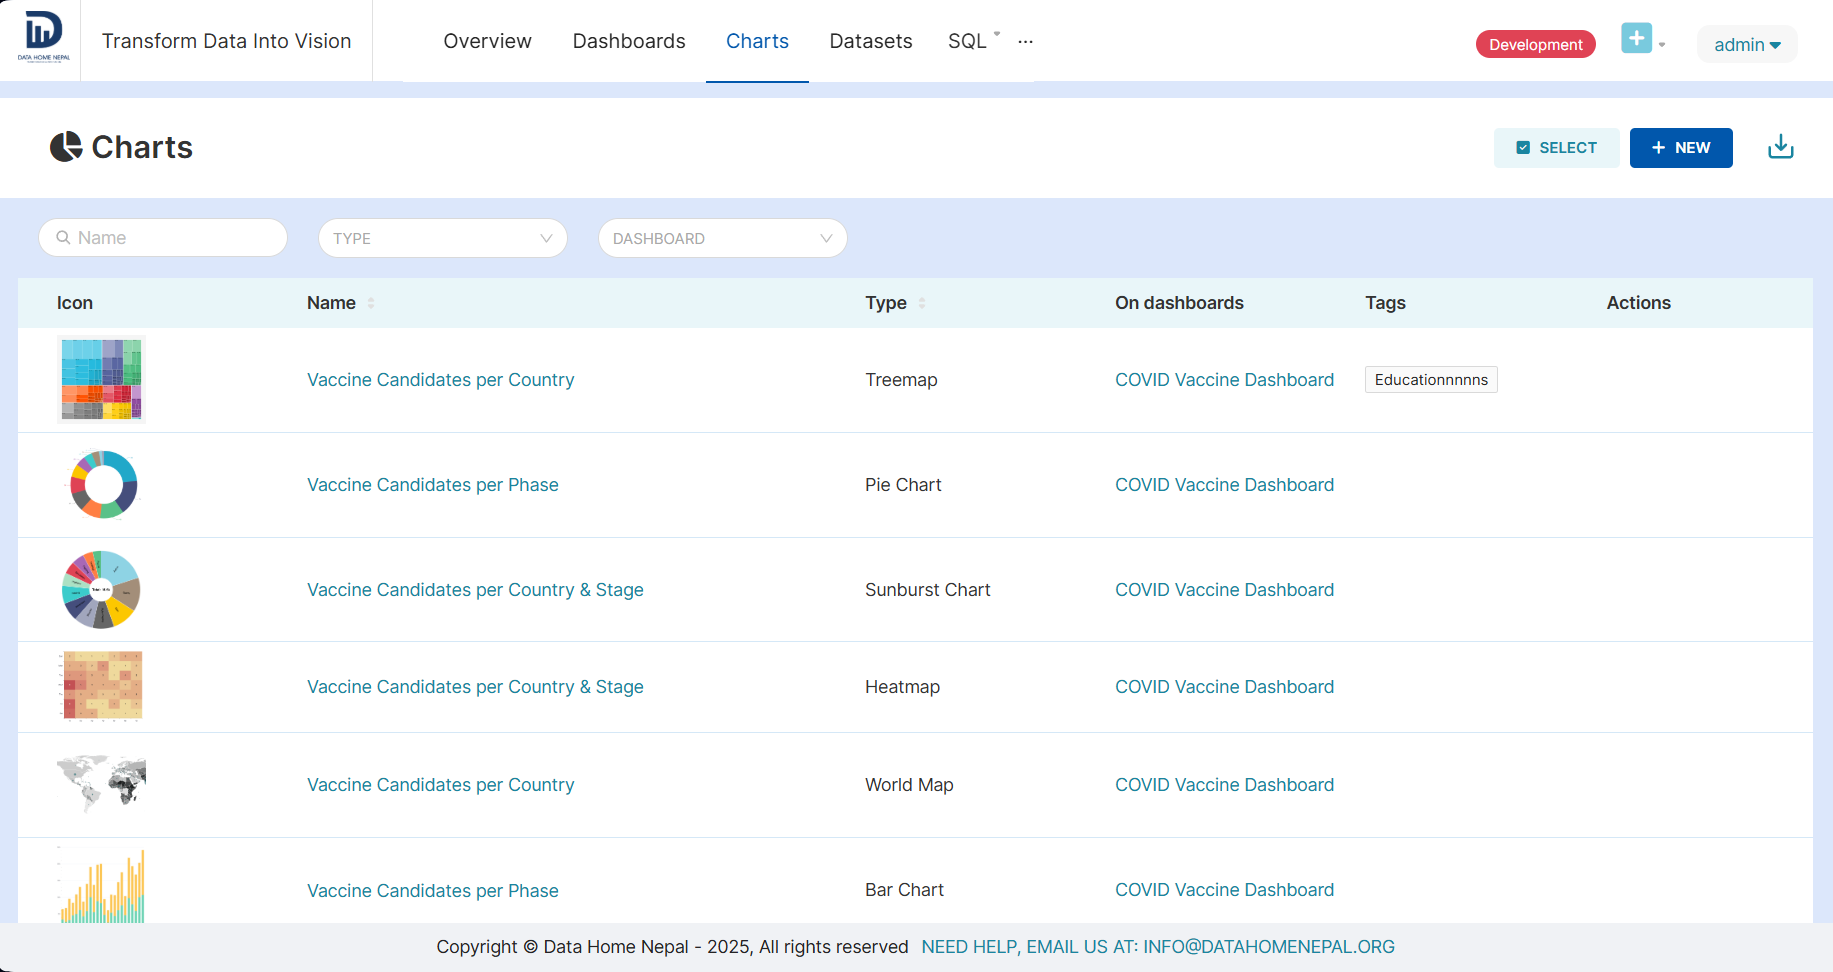 DATA HOME NEPAL
Transform Data Into Vision
Overview
Dashboards
Charts
Datasets
SQL
...
Development
admin
Charts
SELECT
+ NEW
Name
TYPE
DASHBOARD
Icon
Name
Type
On dashboards
Tags
Actions
Vaccine Candidates per Country
Treemap
COVID Vaccine Dashboard
Educationnnnns
Vaccine Candidates per Phase
Pie Chart
COVID Vaccine Dashboard
Vaccine Candidates per Country & Stage
Sunburst Chart
COVID Vaccine Dashboard
Vaccine Candidates per Country & Stage
Heatmap
COVID Vaccine Dashboard
Vaccine Candidates per Country
World Map
COVID Vaccine Dashboard
Vaccine Candidates per Phase
Bar Chart
COVID Vaccine Dashboard
Copyright © Data Home Nepal - 2025, All rights reserved NEED HELP, EMAIL US AT: INFO@DATAHOMENEPAL.ORG